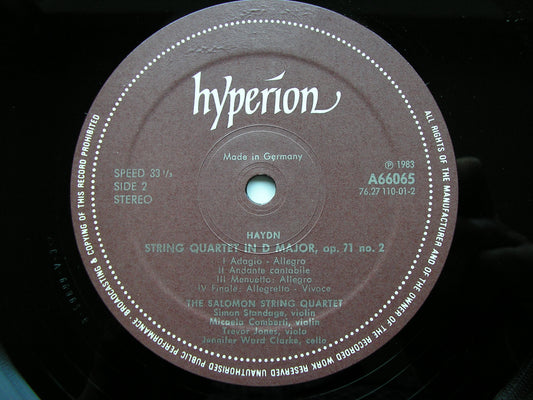 hyperion
Made in Germany
SPEED 33 1/3
SIDE 2
STEREO
℗ 1983
A66065
76.27 110-01-2
HAYDN
STRING QUARTET IN D MAJOR, op. 71 no. 2
I Adagio - Allegro
II Andante cantabile
III Menuetto: Allegro
IV Finale: Allegretto - Vivace
THE SALOMON STRING QUARTET
Simon Standage, violin
Micaela Comberti, violin
Trevor Jones, viola
Jennifer Ward Clarke, cello
ALL RIGHTS OF THE MANUFACTURER AND OF THE OWNER OF THE RECORDED WORK RESERVED UNAUTHORISED PUBLIC PERFORMANCE BROADCASTING COPYING OF THIS RECORD PROHIBITED